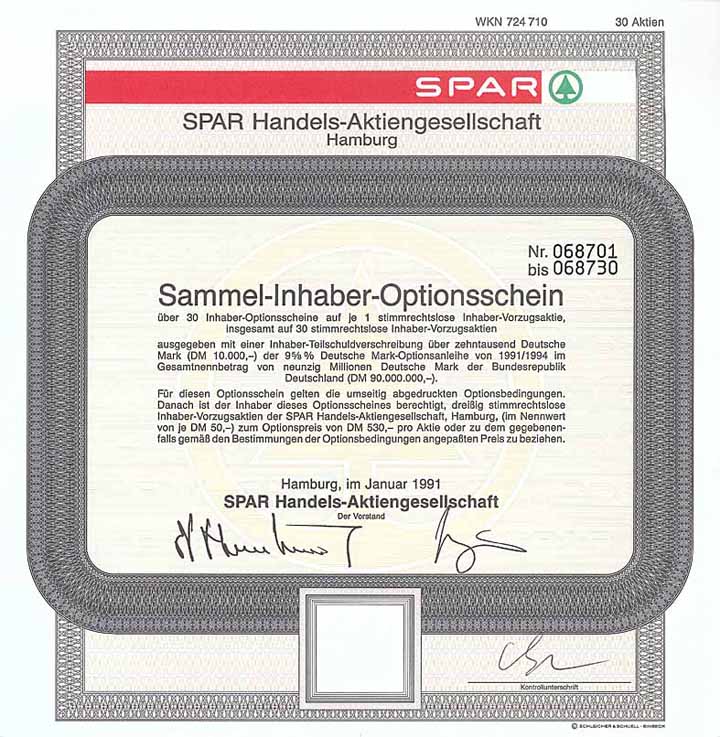 WKN 724 710 30 Aktien
SPAR
SPAR Handels-Aktiengesellschaft
Hamburg
Nr. 068701
bis 068730
Sammel-Inhaber-Optionsschein
über 30 Inhaber-Optionsscheine auf je 1 stimmrechtslose Inhaber-Vorzugsaktie,
insgesamt auf 30 stimmrechtslose Inhaber-Vorzugsaktien
ausgegeben mit einer Inhaber-Teilschuldverschreibung über zehntausend Deutsche
Mark (DM 10.000,–) der 9⅝% Deutsche Mark-Optionsanleihe von 1991/1994 im
Gesamtnennbetrag von neunzig Millionen Deutsche Mark der Bundesrepublik
Deutschland (DM 90.000.000,–).
Für diesen Optionsschein gelten die umseitig abgedruckten Optionsbedingungen.
Danach ist der Inhaber dieses Optionsscheines berechtigt, dreißig stimmrechtslose
Inhaber-Vorzugsaktien der SPAR Handels-Aktiengesellschaft, Hamburg, (im Nennwert
von je DM 50,–) zum Optionspreis von DM 530,– pro Aktie oder zu dem gegebenen-
falls gemäß den Bestimmungen der Optionsbedingungen angepaßten Preis zu beziehen.
Hamburg, im Januar 1991
SPAR Handels-Aktiengesellschaft
Der Vorstand
Kontrollunterschrift
© SCHLEICHER & SCHUELL · EINBECK